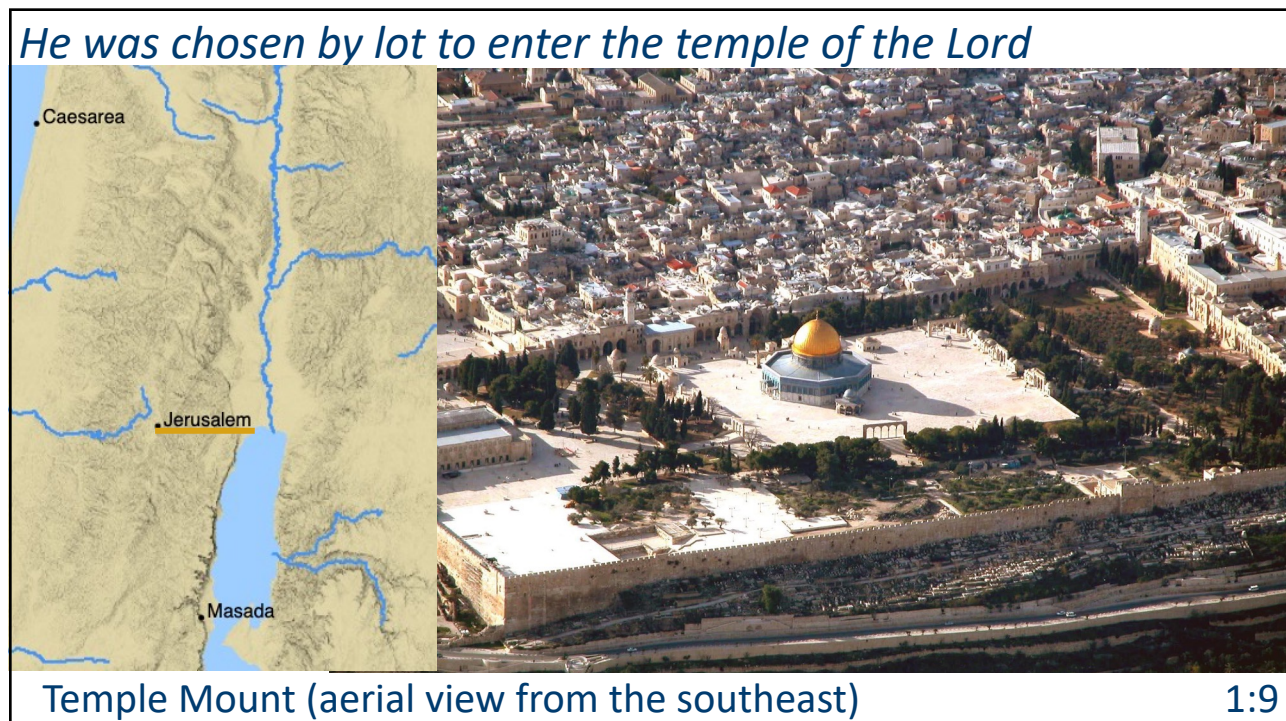 He was chosen by lot to enter the temple of the Lord
Caesarea
Jerusalem
Masada
Temple Mount (aerial view from the southeast)
1:9